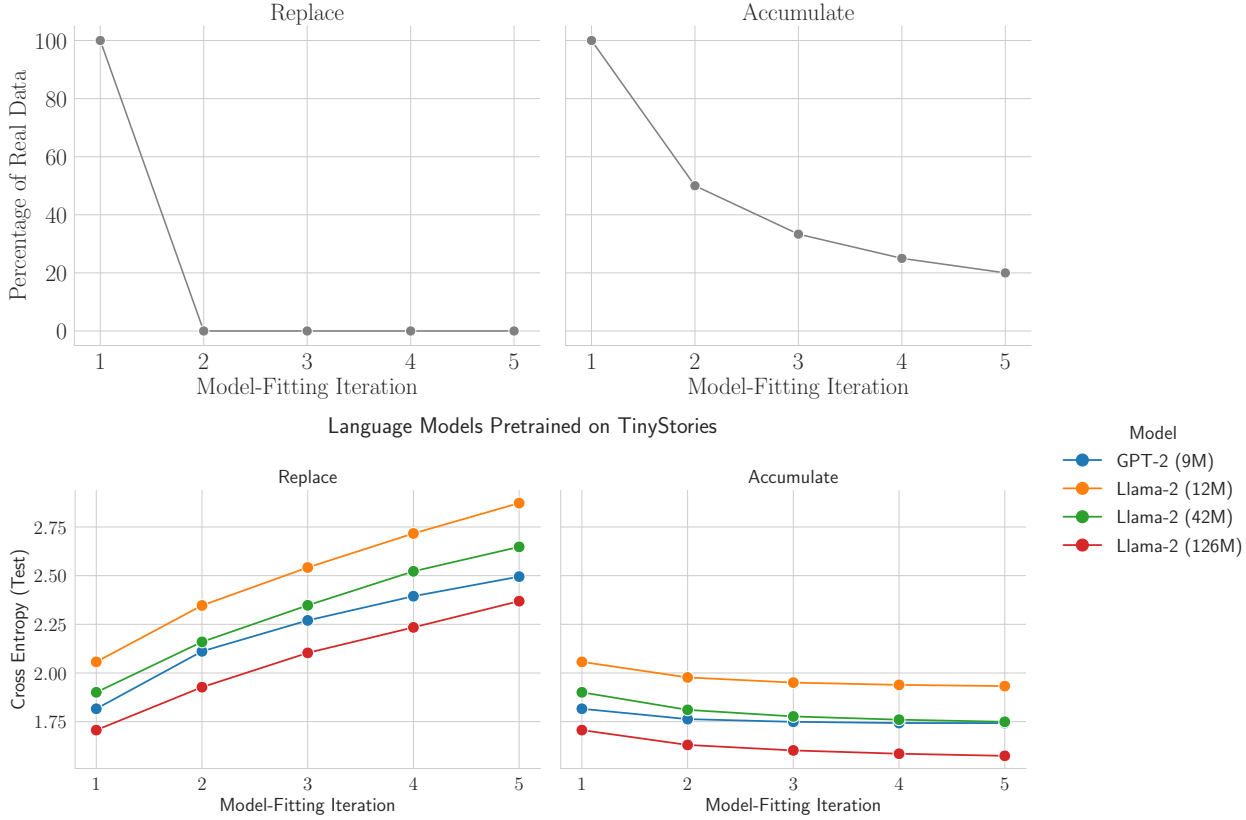 Replace
Accumulate
Percentage of Real Data
100
80
60
40
20
0
1 2 3 4 5
Model-Fitting Iteration
1 2 3 4 5
Model-Fitting Iteration
Language Models Pretrained on TinyStories
Model
GPT-2 (9M)
Llama-2 (12M)
Llama-2 (42M)
Llama-2 (126M)
Replace
Accumulate
Cross Entropy (Test)
2.75
2.50
2.25
2.00
1.75
1 2 3 4 5
Model-Fitting Iteration
1 2 3 4 5
Model-Fitting Iteration